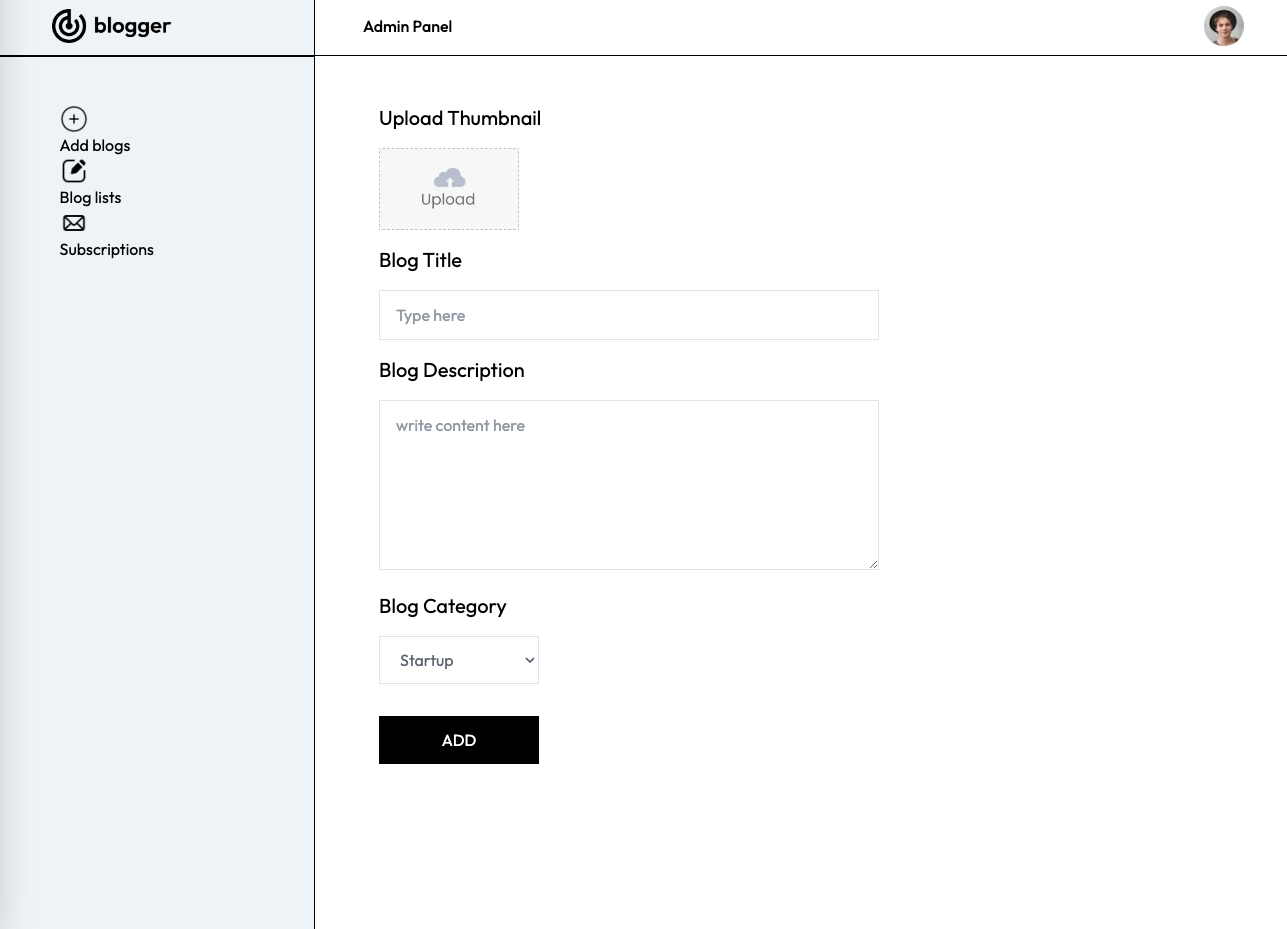 blogger
Admin Panel
Add blogs
Blog lists
Subscriptions
Upload Thumbnail
Upload
Blog Title
Type here
Blog Description
write content here
Blog Category
Startup
ADD